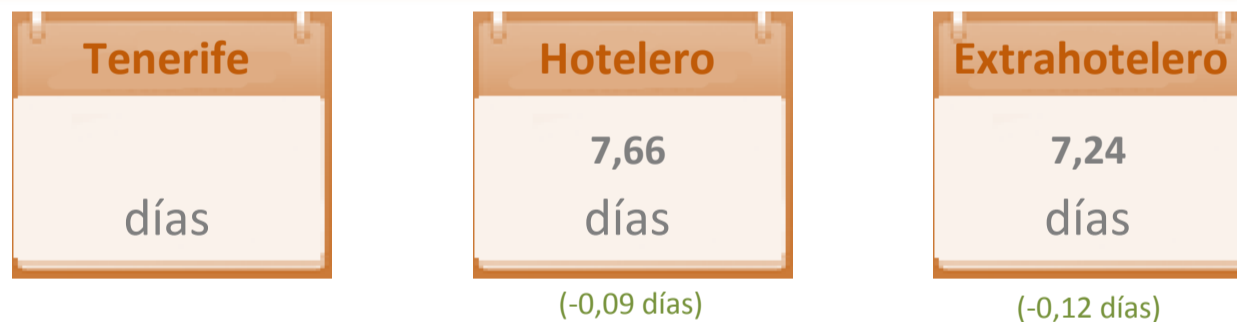 Tenerife
días
Hotelero
7,66
días
(-0,09 días)
Extrahotelero
7,24
días
(-0,12 días)